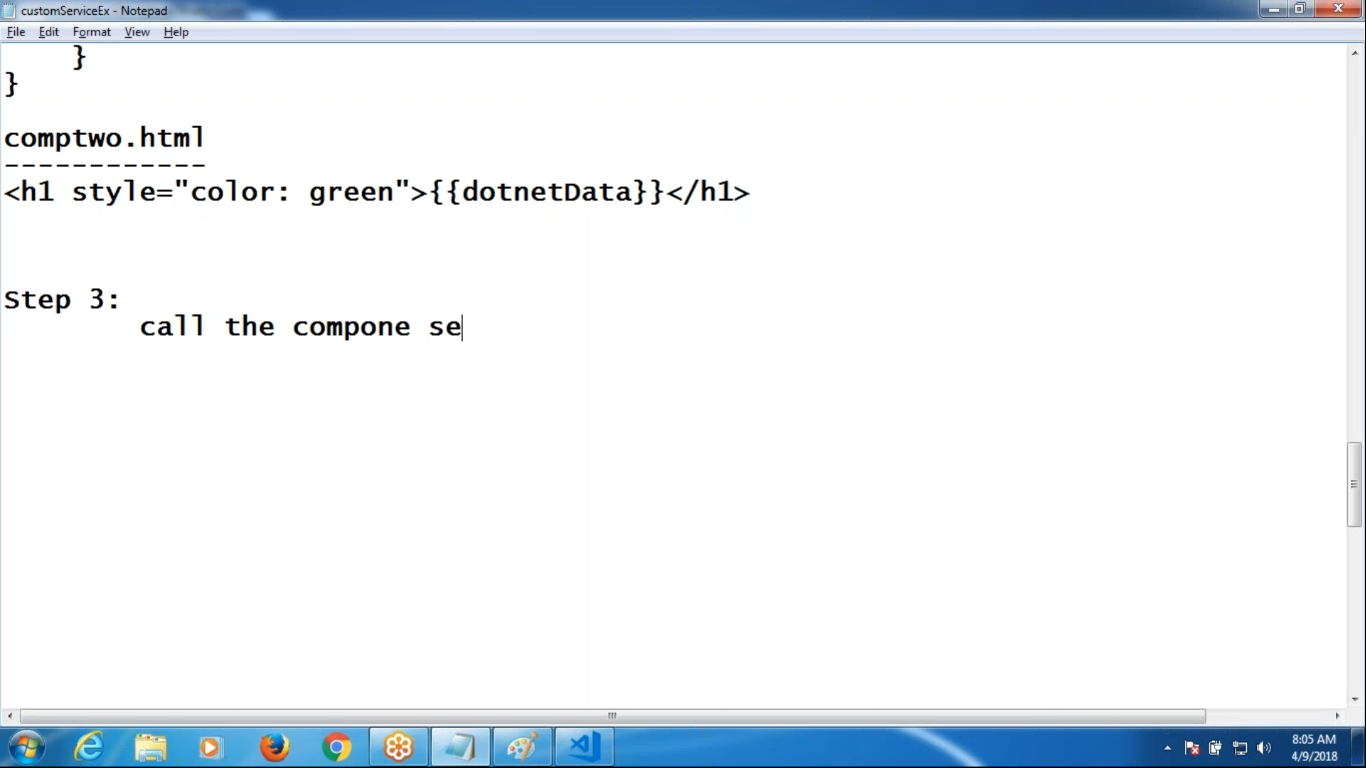 customServiceEx - Notepad
File Edit Format View Help
}
}
comptwo.html
------------
<h1 style="color: green">{{dotnetData}}</h1>
Step 3:
call the compone se
8:05 AM
4/9/2018